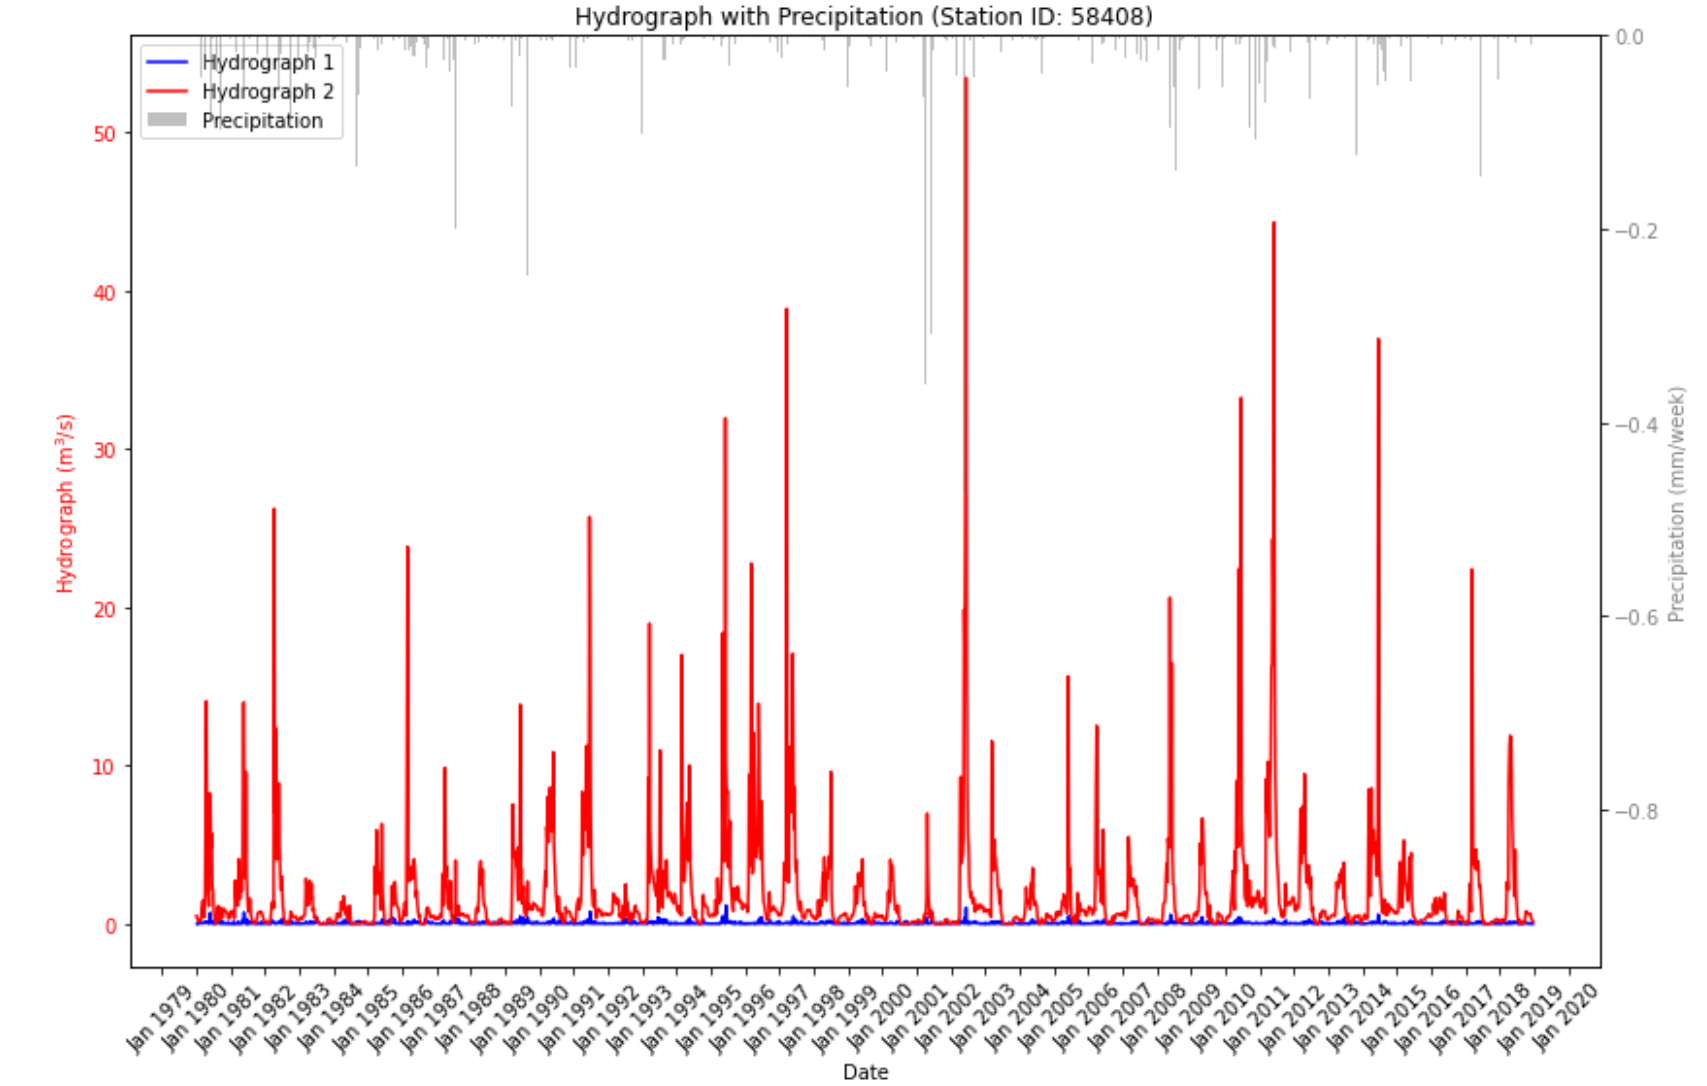 Hydrograph with Precipitation (Station ID: 58408)
Hydrograph 1
Hydrograph 2
Precipitation
Hydrograph (m³/s)
50
40
30
20
10
0
0.0
−0.2
−0.4
−0.6
−0.8
Precipitation (mm/week)
Jan 1979
Jan 1980
Jan 1981
Jan 1982
Jan 1983
Jan 1984
Jan 1985
Jan 1986
Jan 1987
Jan 1988
Jan 1989
Jan 1990
Jan 1991
Jan 1992
Jan 1993
Jan 1994
Jan 1995
Jan 1996
Jan 1997
Jan 1998
Jan 1999
Jan 2000
Jan 2001
Jan 2002
Jan 2003
Jan 2004
Jan 2005
Jan 2006
Jan 2007
Jan 2008
Jan 2009
Jan 2010
Jan 2011
Jan 2012
Jan 2013
Jan 2014
Jan 2015
Jan 2016
Jan 2017
Jan 2018
Jan 2019
Jan 2020
Date